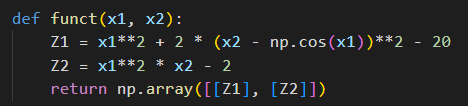 def funct(x1, x2):
    Z1 = x1**2 + 2 * (x2 - np.cos(x1))**2 - 20
    Z2 = x1**2 * x2 - 2
    return np.array([[Z1], [Z2]])